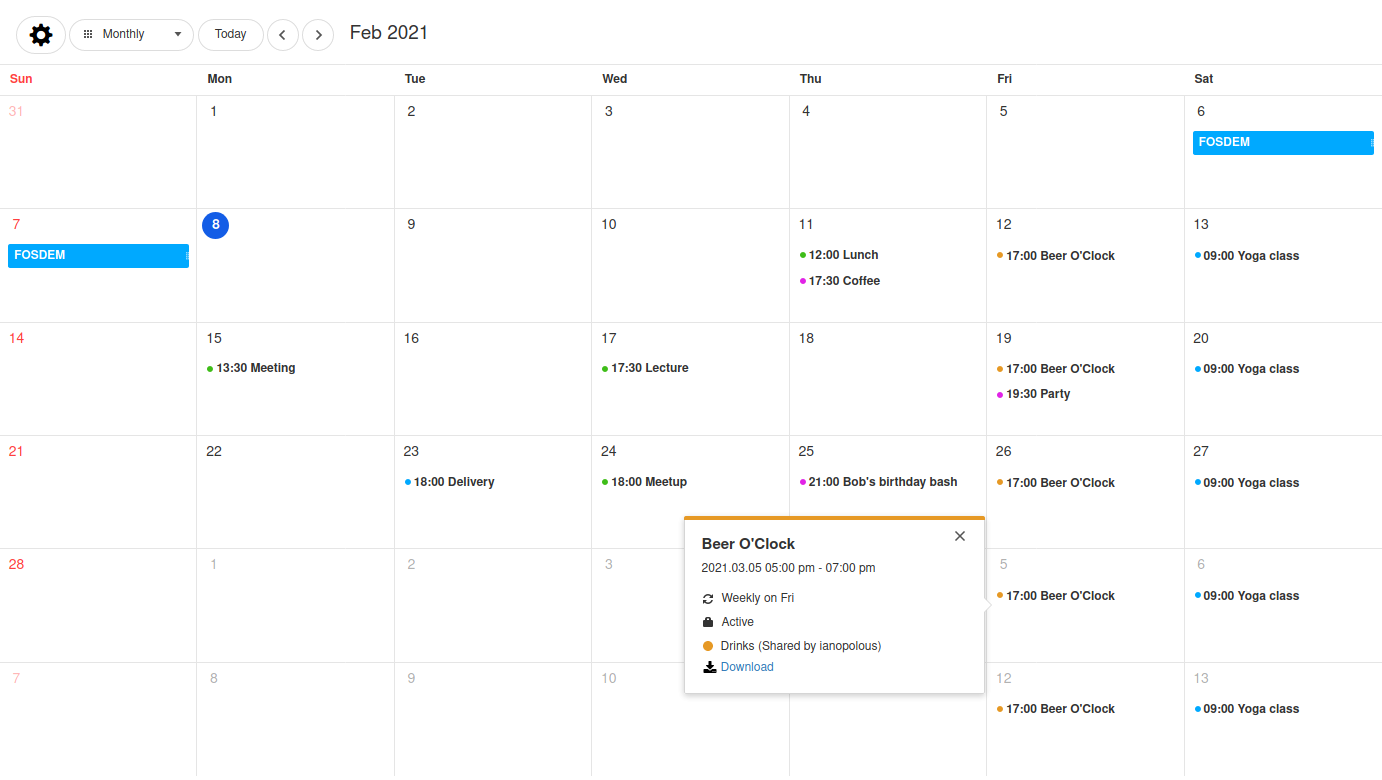 Monthly Today Feb 2021
Sun Mon Tue Wed Thu Fri Sat
31 1 2 3 4 5 6
FOSDEM
7 8 9 10 11 12 13
FOSDEM 12:00 Lunch 17:00 Beer O'Clock 09:00 Yoga class
17:30 Coffee
14 15 16 17 18 19 20
13:30 Meeting 17:30 Lecture 17:00 Beer O'Clock 09:00 Yoga class
19:30 Party
21 22 23 24 25 26 27
18:00 Delivery 18:00 Meetup 21:00 Bob's birthday bash 17:00 Beer O'Clock 09:00 Yoga class
28 1 2 3 5 6
17:00 Beer O'Clock 09:00 Yoga class
Beer O'Clock
2021.03.05 05:00 pm - 07:00 pm
Weekly on Fri
Active
Drinks (Shared by ianopolous)
Download
7 8 9 10 12 13
17:00 Beer O'Clock 09:00 Yoga class